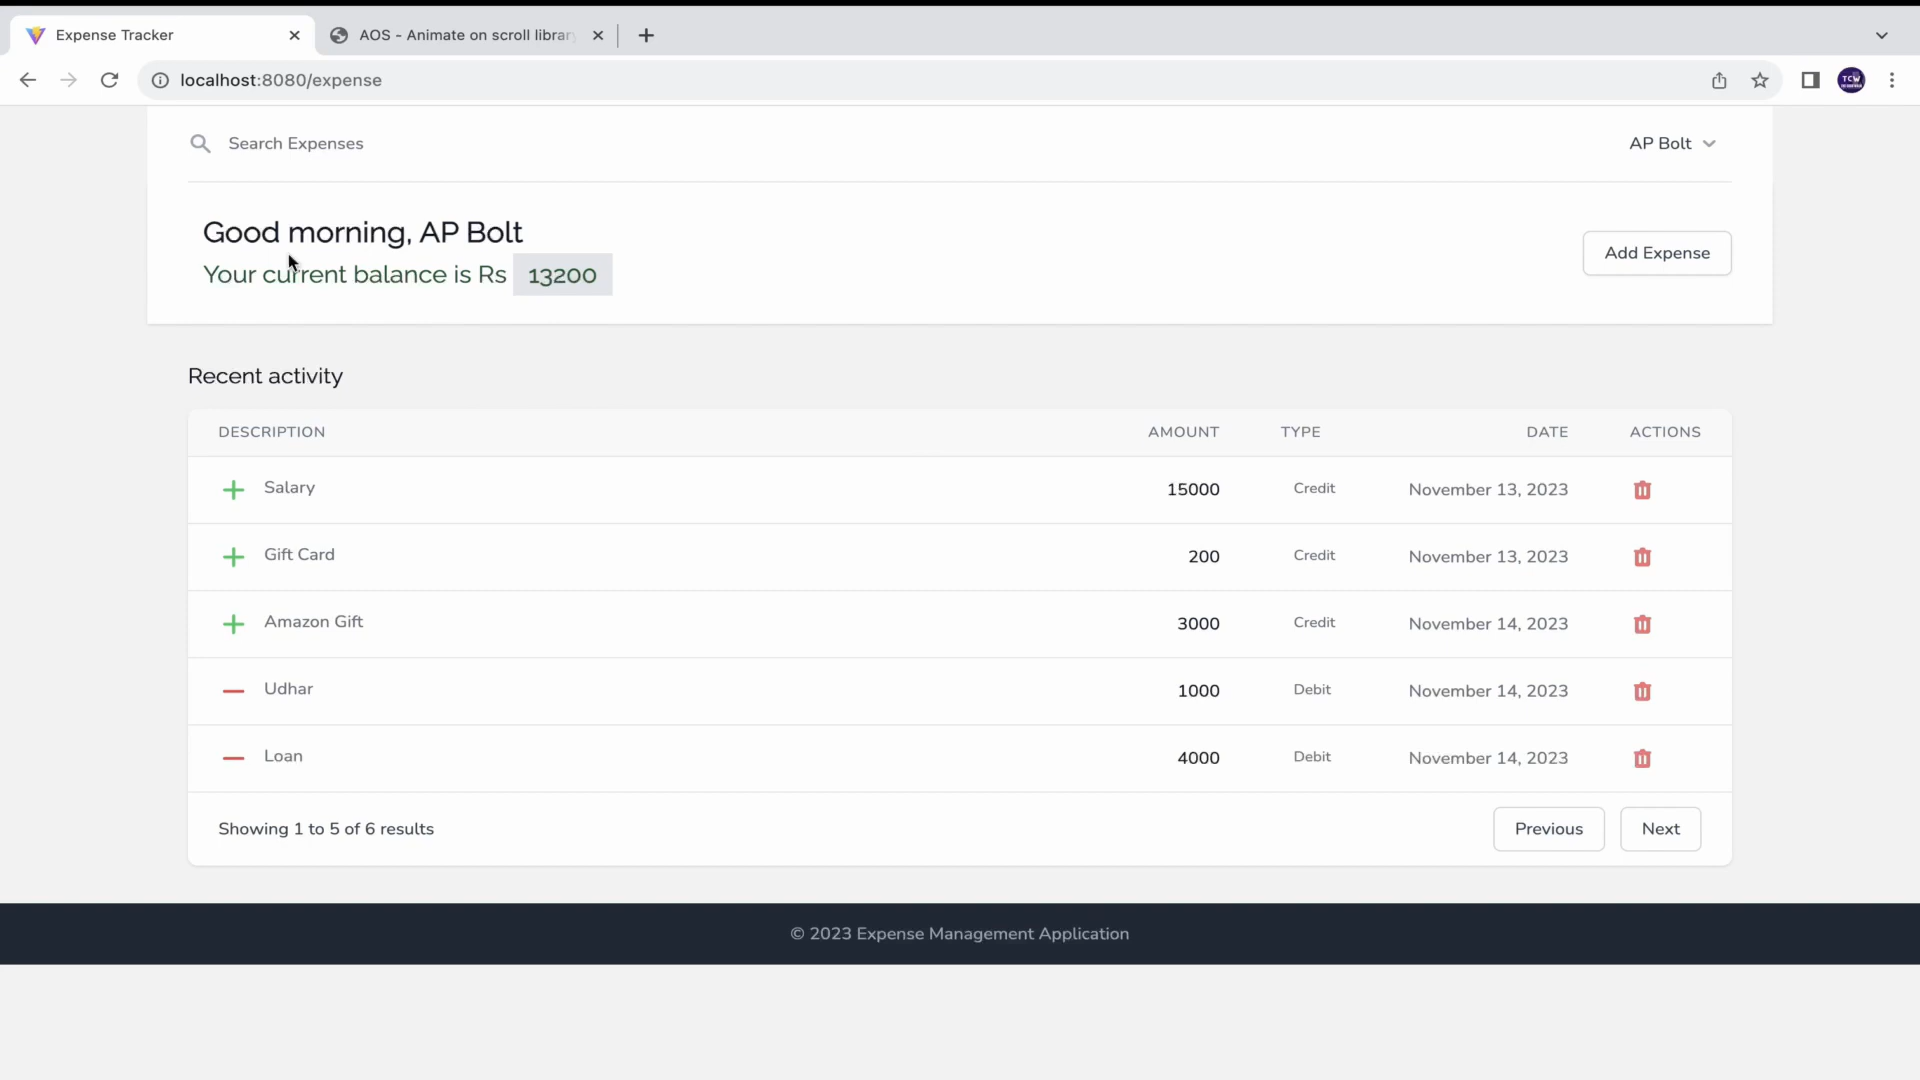 Expense Tracker
AOS - Animate on scroll librar
localhost:8080/expense
TCW
Search Expenses
AP Bolt
Good morning, AP Bolt
Your current balance is Rs 13200
Add Expense
Recent activity
DESCRIPTION AMOUNT TYPE DATE ACTIONS
Salary 15000 Credit November 13, 2023
Gift Card 200 Credit November 13, 2023
Amazon Gift 3000 Credit November 14, 2023
Udhar 1000 Debit November 14, 2023
Loan 4000 Debit November 14, 2023
Showing 1 to 5 of 6 results
Previous Next
© 2023 Expense Management Application